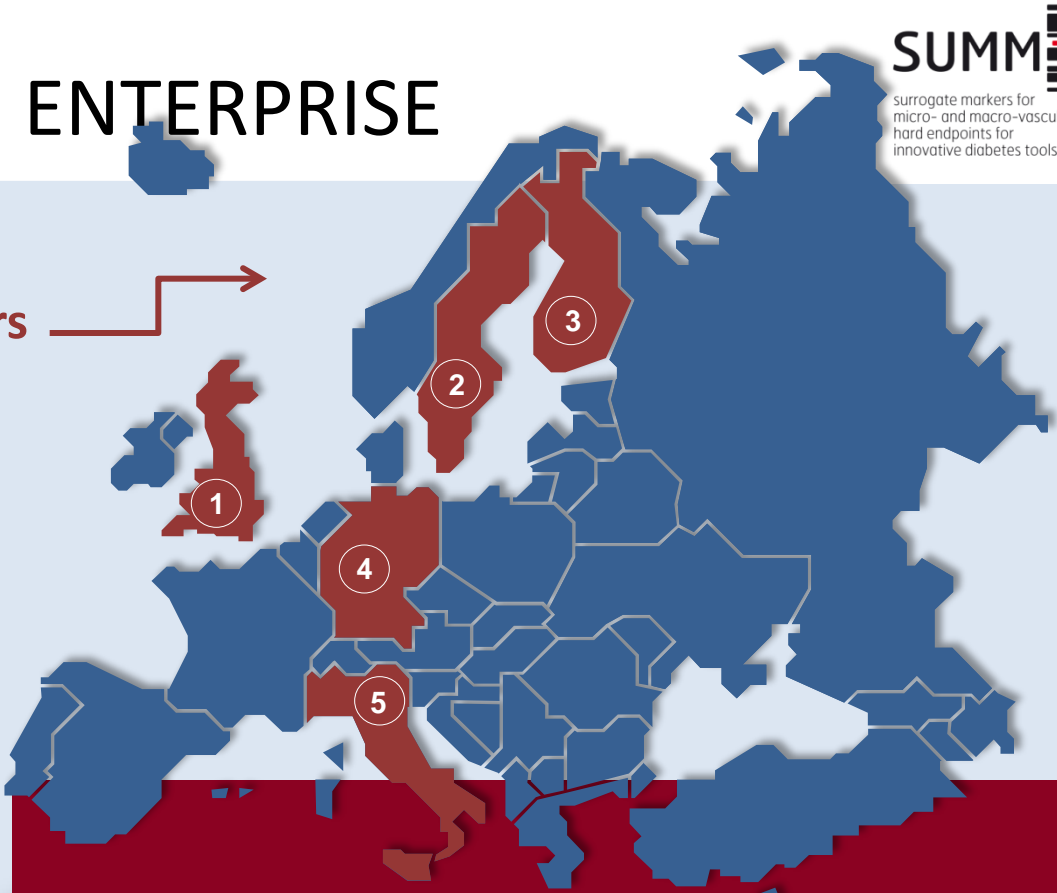 ENTERPRISE
SUMM
surrogate markers for
micro- and macro-vascu
hard endpoints for
innovative diabetes tools
rs
1
2
3
4
5